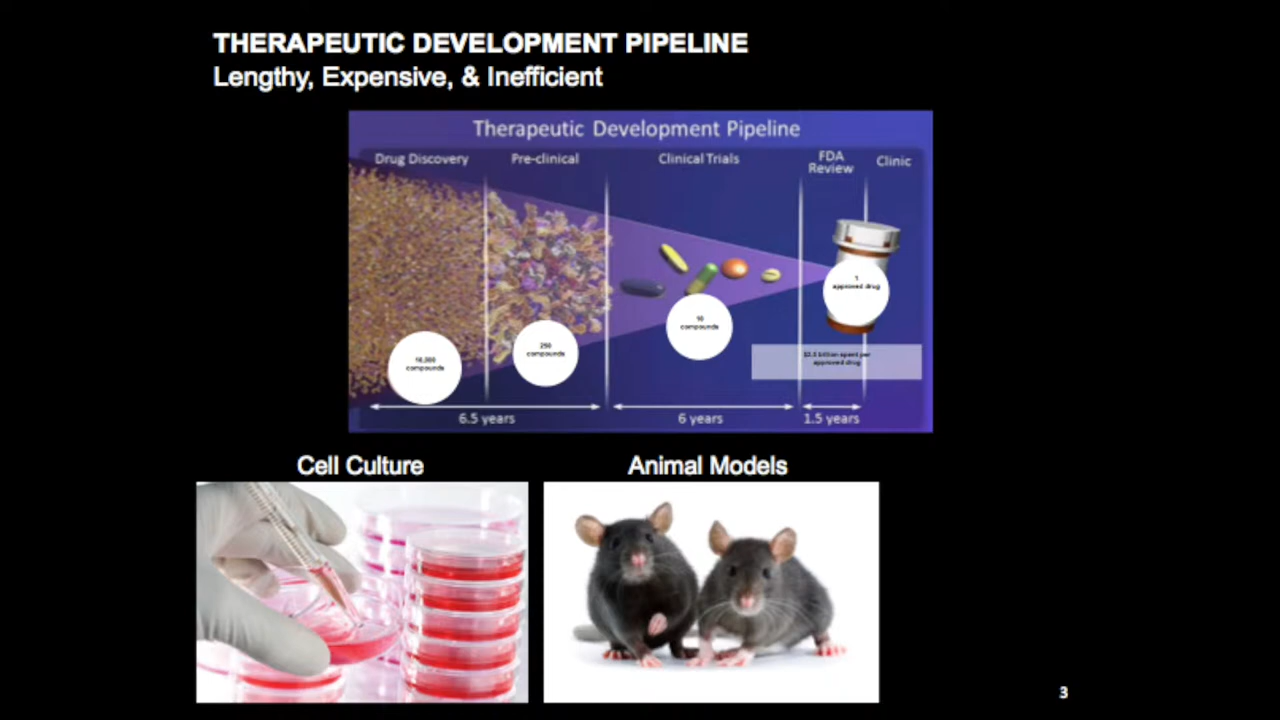 THERAPEUTIC DEVELOPMENT PIPELINE
Lengthy, Expensive, & Inefficient
Therapeutic Development Pipeline
Drug Discovery
Pre-clinical
Clinical Trials
FDA
Review
Clinic
10,000
compounds
250
compounds
10
compounds
1
approved drug
billion spent per
approved drug
6.5 years
6 years
1.5 years
Cell Culture
Animal Models
3